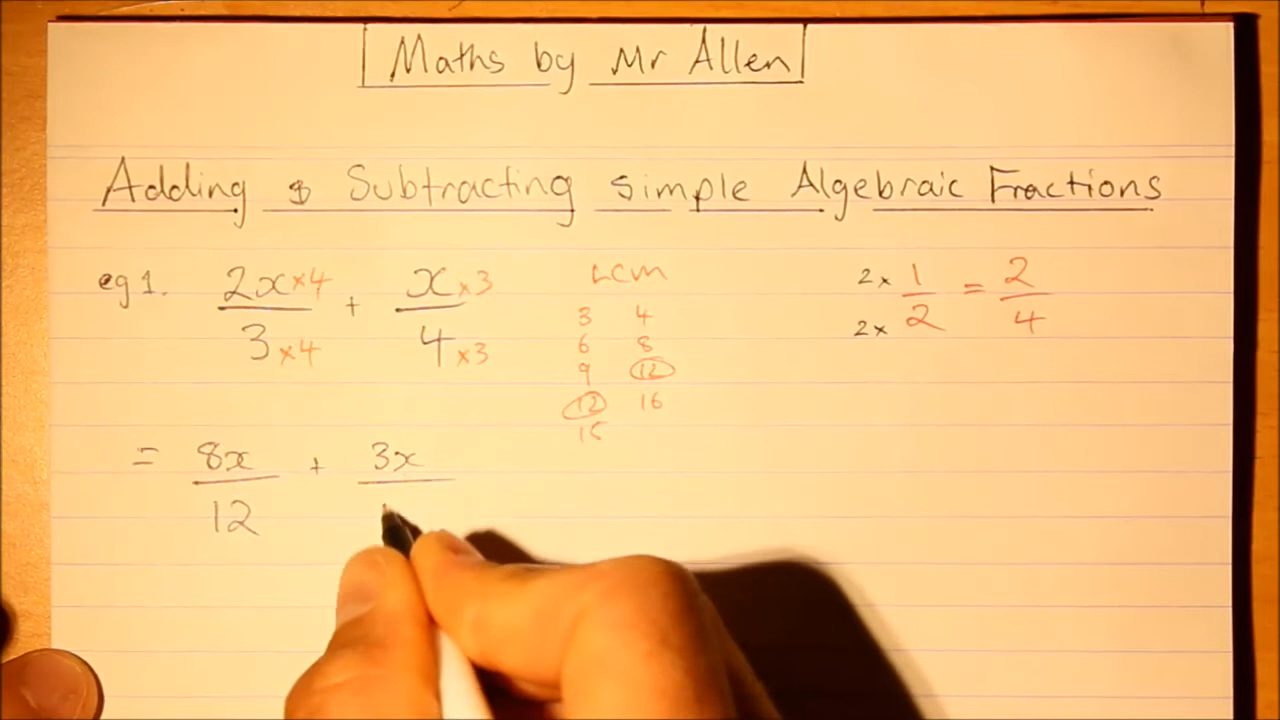 Maths by Mr Allen
Adding & Subtracting Simple Algebraic Fractions
eg 1. 2x×4 + x×3
3×4 4×3
LCM
3 4
6 8
9 12
12 16
15
2× 1 = 2
2× 2 4
= 8x + 3x
12